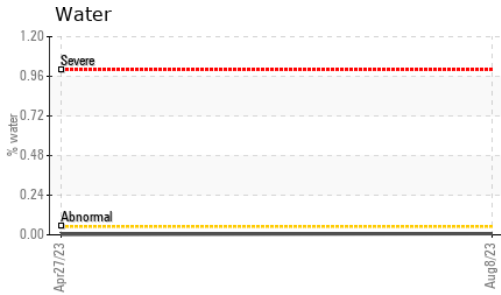 Water
1.20
Severe
0.96
0.72
% water
0.48
0.24
Abnormal
0.00
Apr27/23
Aug8/23